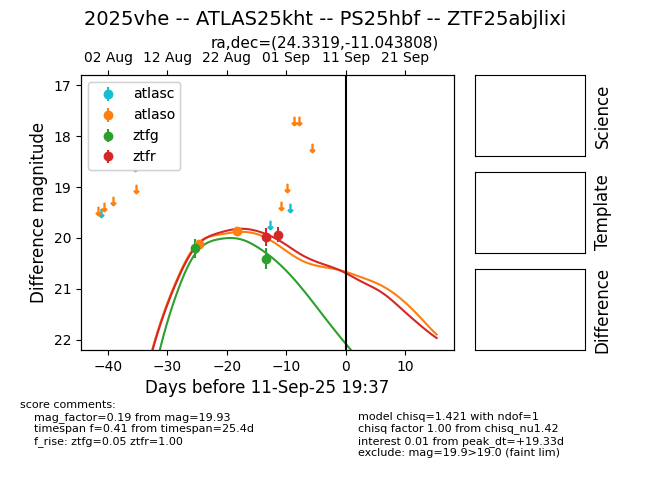 2025vhe -- ATLAS25kht -- PS25hbf -- ZTF25abjlixi
ra,dec=(24.3319,-11.043808)
02 Aug 12 Aug 22 Aug 01 Sep 11 Sep 21 Sep
atlasc
atlaso
ztfg
ztfr
17
18
19
20
21
22
Difference magnitude
−40 −30 −20 −10 0 10
Days before 11-Sep-25 19:37
Science
Template
Difference
score comments:
mag_factor=0.19 from mag=19.93
timespan f=0.41 from timespan=25.4d
f_rise: ztfg=0.05 ztfr=1.00
model chisq=1.421 with ndof=1
chisq factor 1.00 from chisq_nu1.42
interest 0.01 from peak_dt=+19.33d
exclude: mag=19.9>19.0 (faint lim)